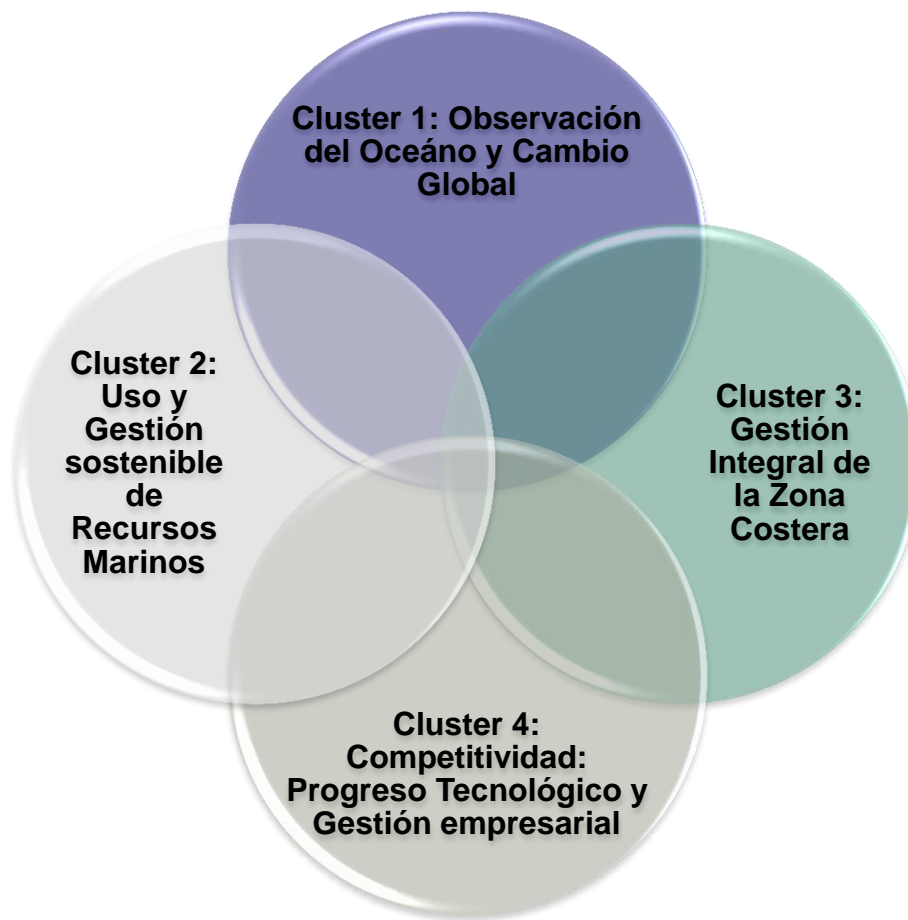 Cluster 1: Observación
del Oceáno y Cambio
Global
Cluster 2:
Uso y
Gestión
sostenible
de
Recursos
Marinos
Cluster 3:
Gestión
Integral de
la Zona
Costera
Cluster 4:
Competitividad:
Progreso Tecnológico y
Gestión empresarial